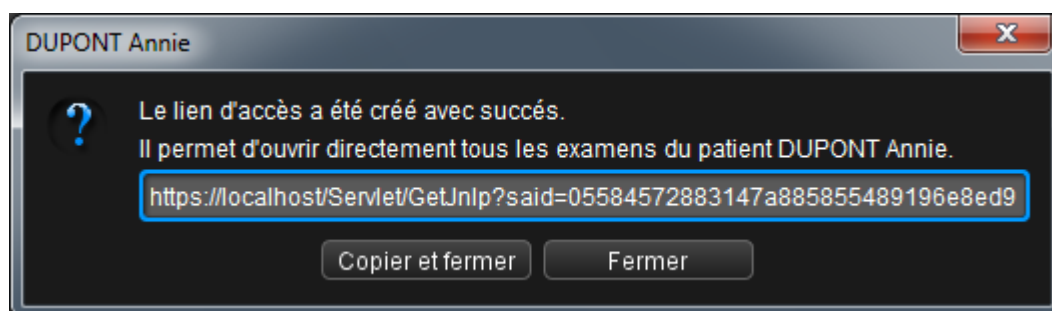 DUPONT Annie
Le lien d'accès a été créé avec succés.
Il permet d'ouvrir directement tous les examens du patient DUPONT Annie.
https://localhost/Servlet/GetJnlp?said=05584572883147a885855489196e8ed9
Copier et fermer Fermer